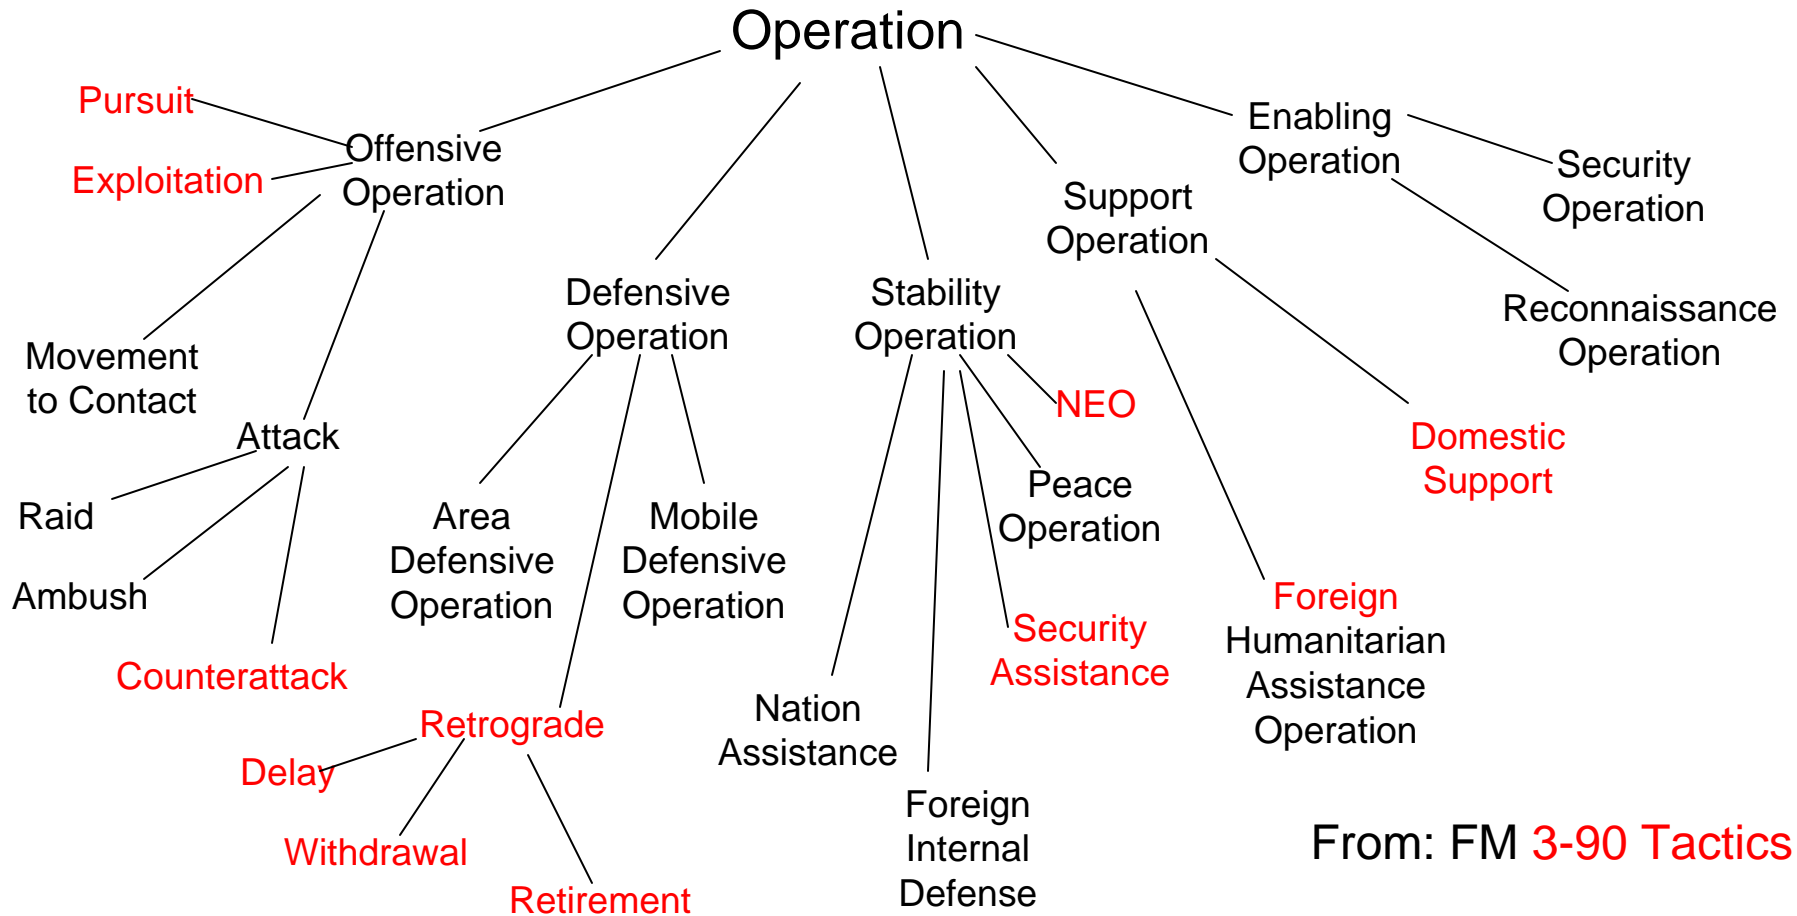 Operation
Pursuit
Exploitation
Offensive
Operation
Enabling
Operation
Security
Operation
Support
Operation
Reconnaissance
Operation
Defensive
Operation
Stability
Operation
Movement
to Contact
Attack
NEO
Domestic
Support
Raid
Ambush
Counterattack
Area
Defensive
Operation
Mobile
Defensive
Operation
Peace
Operation
Security
Assistance
Foreign
Humanitarian
Assistance
Operation
Retrograde
Delay
Withdrawal
Retirement
Nation
Assistance
Foreign
Internal
Defense
From: FM 3-90 Tactics